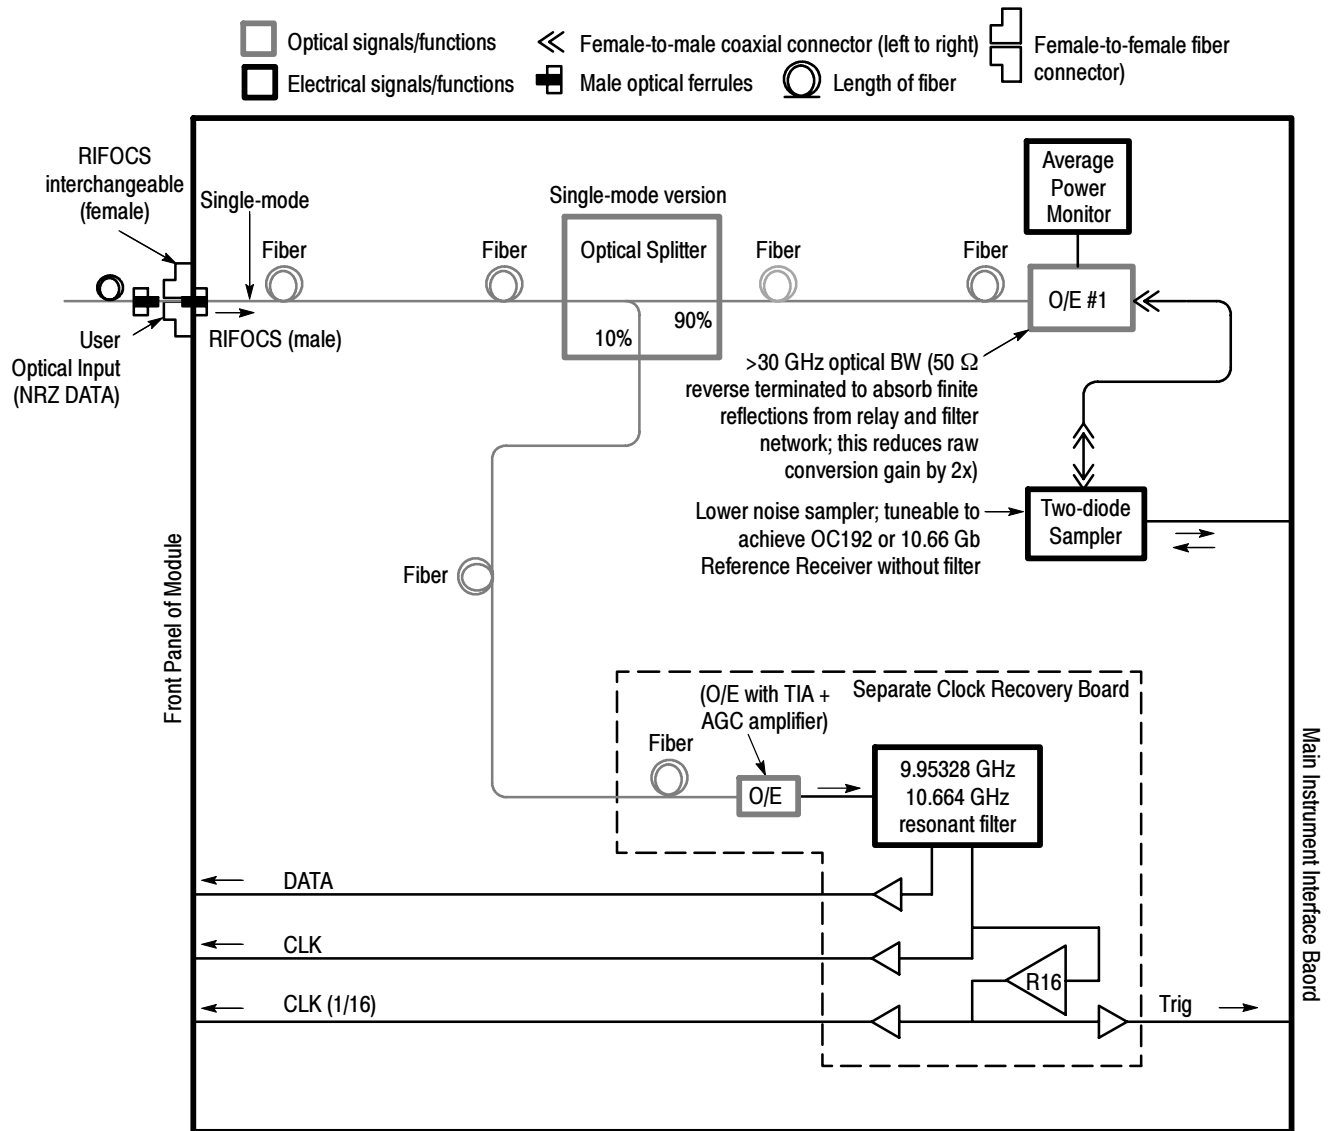 Optical signals/functions
Electrical signals/functions
Female-to-male coaxial connector (left to right)
Male optical ferrules
Length of fiber
Female-to-female fiber
connector)
RIFOCS
interchangeable
(female)
Single-mode
Fiber
Fiber
Single-mode version
Optical Splitter
10%
90%
Fiber
Fiber
Average
Power
Monitor
O/E #1
RIFOCS (male)
User
Optical Input
(NRZ DATA)
>30 GHz optical BW (50 Ω
reverse terminated to absorb finite
reflections from relay and filter
network; this reduces raw
conversion gain by 2x)
Lower noise sampler; tuneable to
achieve OC192 or 10.66 Gb
Reference Receiver without filter
Two-diode
Sampler
Fiber
Front Panel of Module
Separate Clock Recovery Board
(O/E with TIA +
AGC amplifier)
Fiber
O/E
9.95328 GHz
10.664 GHz
resonant filter
DATA
CLK
CLK (1/16)
R16
Trig
Main Instrument Interface Baord